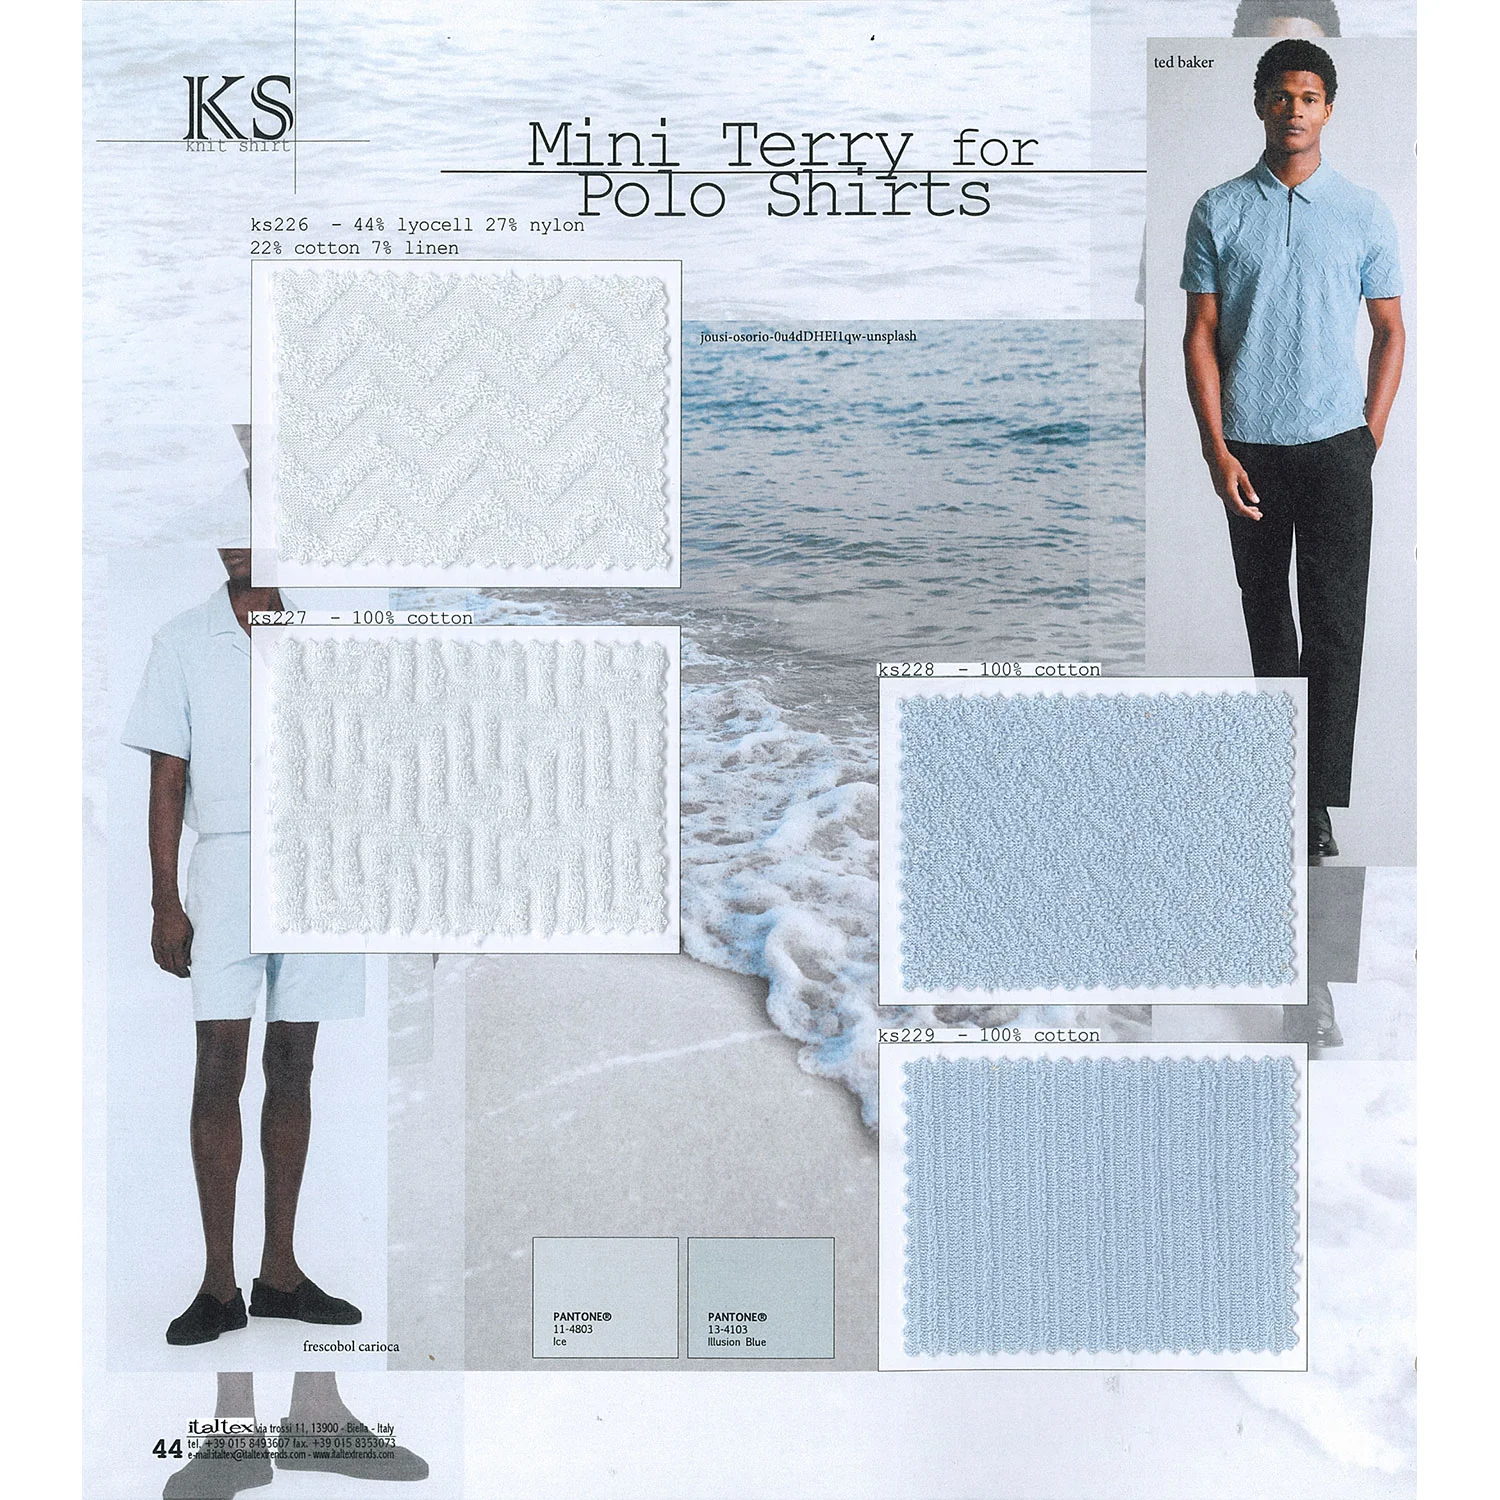 KS
knit shirt
Mini Terry for
Polo Shirts
ted baker
ks226 - 44% lyocell 27% nylon
22% cotton 7% linen
jousi-osorio-0u4dDHEI1qw-unsplash
ks227 - 100% cotton
ks228 - 100% cotton
ks229 - 100% cotton
PANTONE®
11-4803
Ice
PANTONE®
13-4103
Illusion Blue
frescobol carioca
44
italtex via trossi 11, 13900 - Biella - Italy
tel. +39 015 8493607 fax. +39 015 8353073
e-mail:italtex@italtextrends.com - www.italtextrends.com